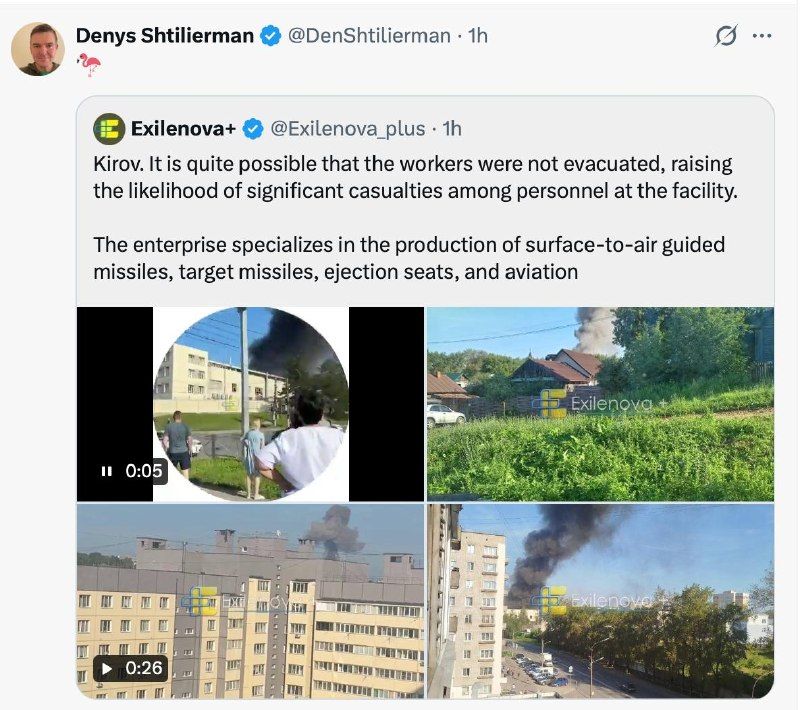 Denys Shtilierman @DenShtilierman · 1h
🦩
Exilenova+ @Exilenova_plus · 1h
Kirov. It is quite possible that the workers were not evacuated, raising
the likelihood of significant casualties among personnel at the facility.
The enterprise specializes in the production of surface-to-air guided
missiles, target missiles, ejection seats, and aviation
0:05
Exilenova +
0:26
Exilenova
Exilenova